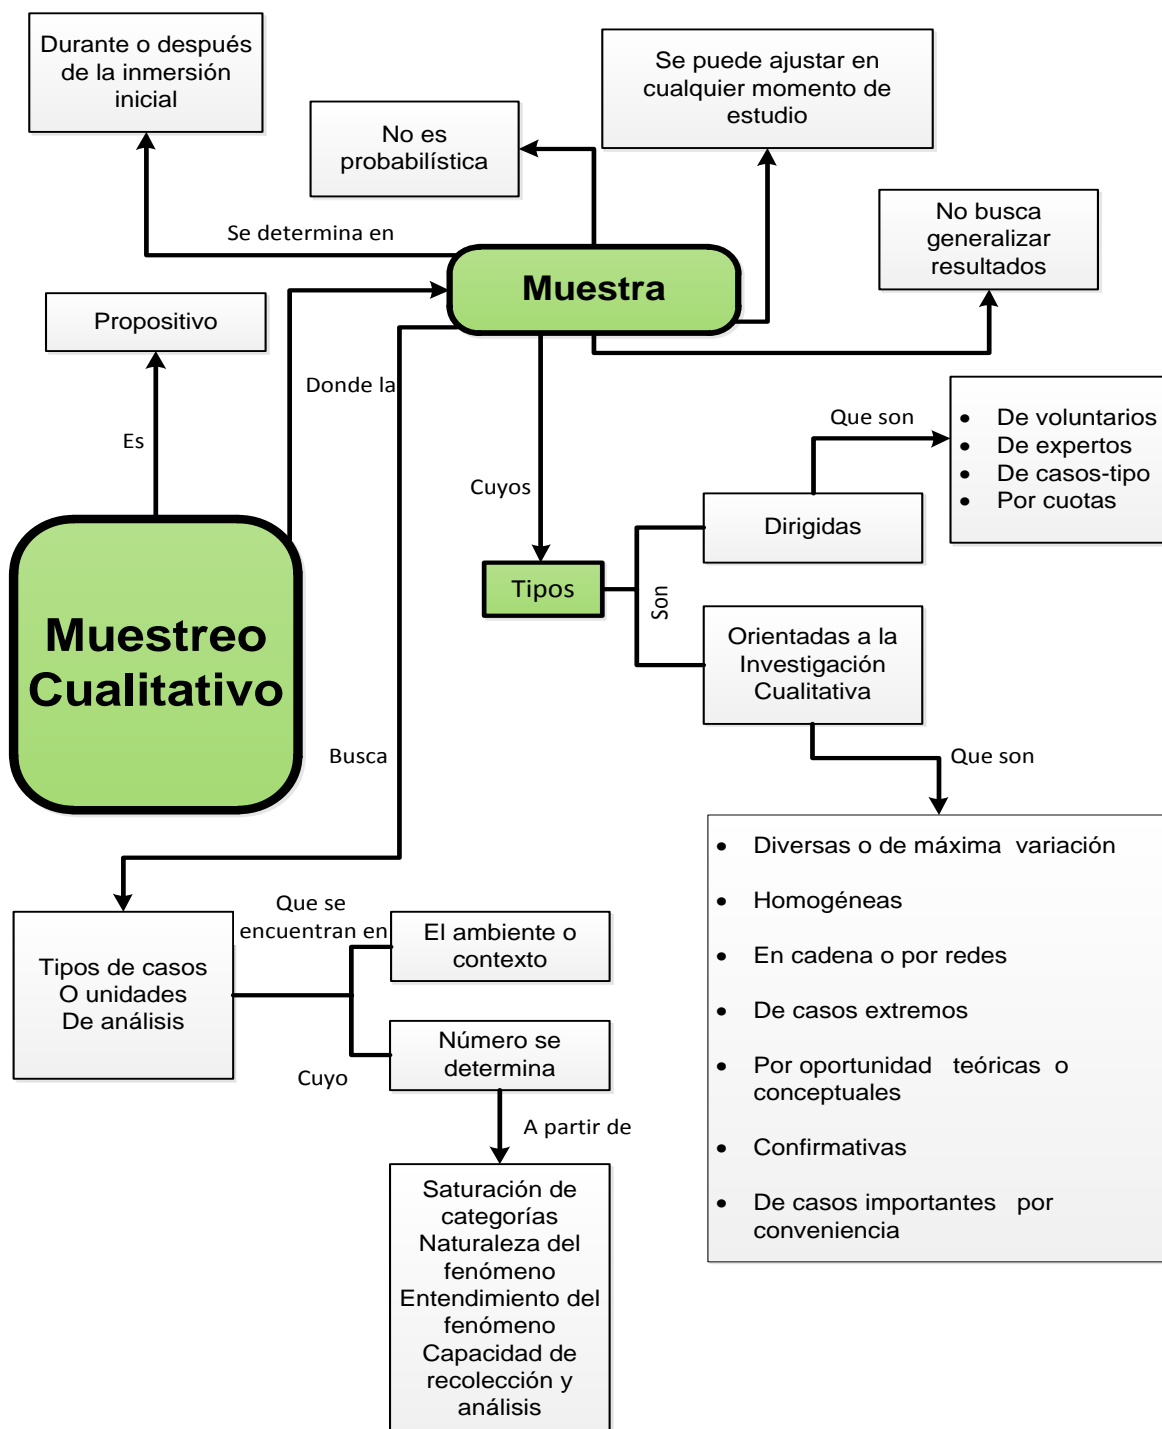 Durante o después
de la inmersión
inicial
Se puede ajustar en
cualquier momento de
estudio
No es
probabilística
No busca
generalizar
resultados
Se determina en
Muestra
Propositivo
Donde la
Es
Cuyos
Que son
• De voluntarios
• De expertos
• De casos-tipo
• Por cuotas
Dirigidas
Tipos
Son
Muestreo
Cualitativo
Orientadas a la
Investigación
Cualitativa
Busca
Que son
• Diversas o de máxima variación
• Homogéneas
• En cadena o por redes
• De casos extremos
• Por oportunidad teóricas o
conceptuales
• Confirmativas
• De casos importantes por
conveniencia
Que se
encuentran en
El ambiente o
contexto
Tipos de casos
O unidades
De análisis
Cuyo
Número se
determina
A partir de
Saturación de
categorías
Naturaleza del
fenómeno
Entendimiento del
fenómeno
Capacidad de
recolección y
análisis